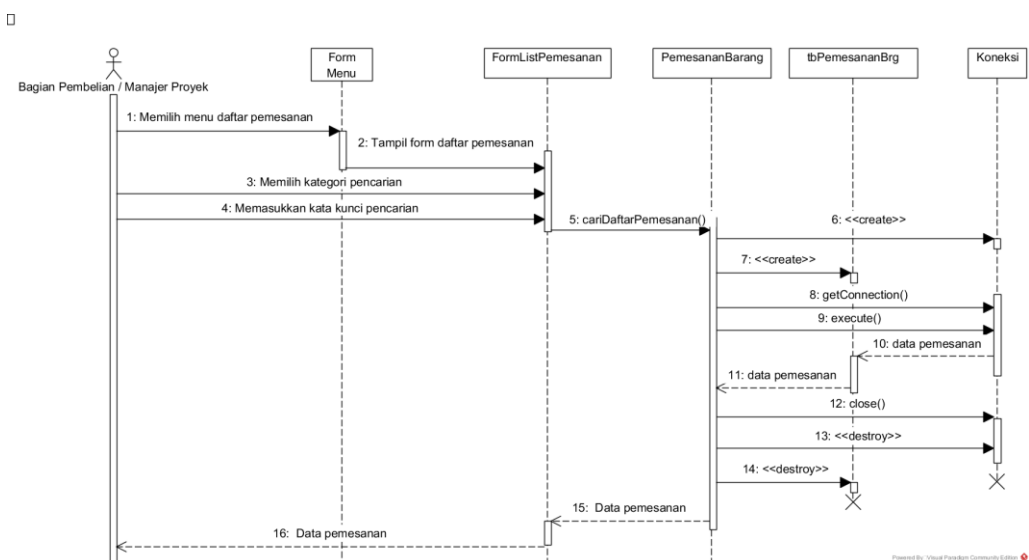 Form
Menu
FormListPemesanan
PemesananBarang
tbPemesananBrg
Koneksi
Bagian Pembelian / Manajer Proyek
1: Memilih menu daftar pemesanan
2: Tampil form daftar pemesanan
3: Memilih kategori pencarian
4: Memasukkan kata kunci pencarian
5: cariDaftarPemesanan()
6: <<create>>
7: <<create>>
8: getConnection()
9: execute()
10: data pemesanan
11: data pemesanan
12: close()
13: <<destroy>>
14: <<destroy>>
15: Data pemesanan
16: Data pemesanan
Powered By Visual Paradigm Community Edition